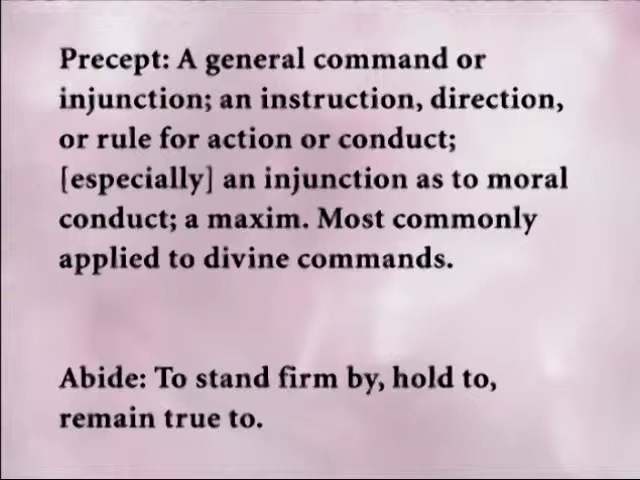 Precept: A general command or
injunction; an instruction, direction,
or rule for action or conduct;
[especially] an injunction as to moral
conduct; a maxim. Most commonly
applied to divine commands.
Abide: To stand firm by, hold to,
remain true to.